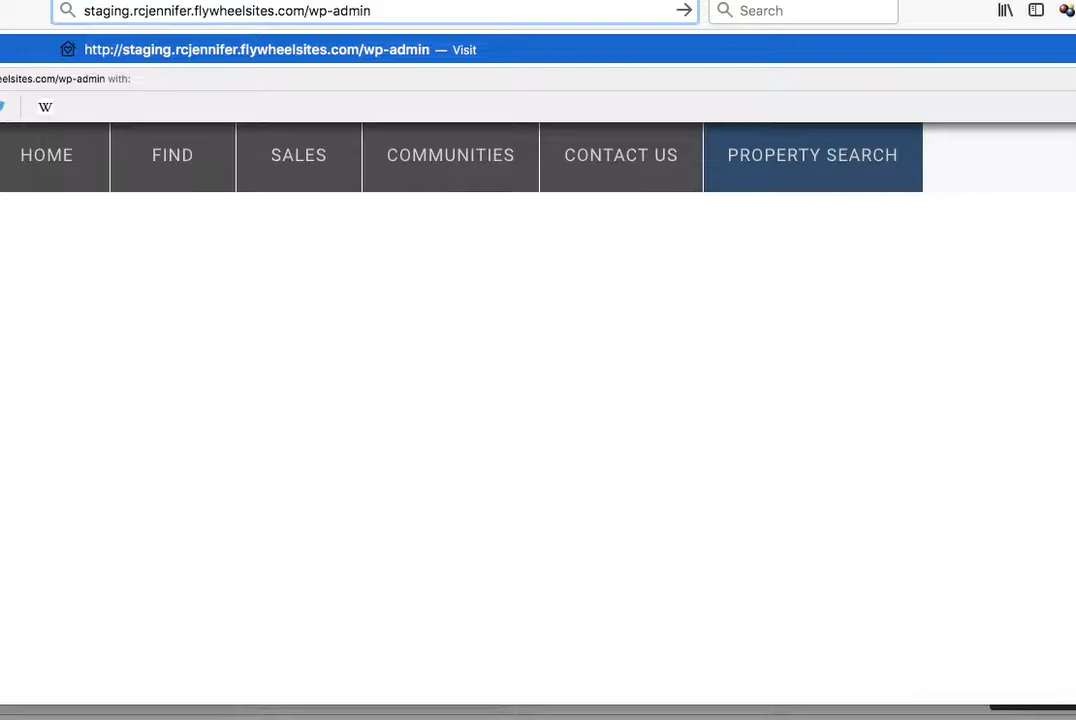 staging.rcjennifer.flywheelsites.com/wp-admin Search
http://staging.rcjennifer.flywheelsites.com/wp-admin — Visit
elsites.com/wp-admin with:
W
HOME FIND SALES COMMUNITIES CONTACT US PROPERTY SEARCH